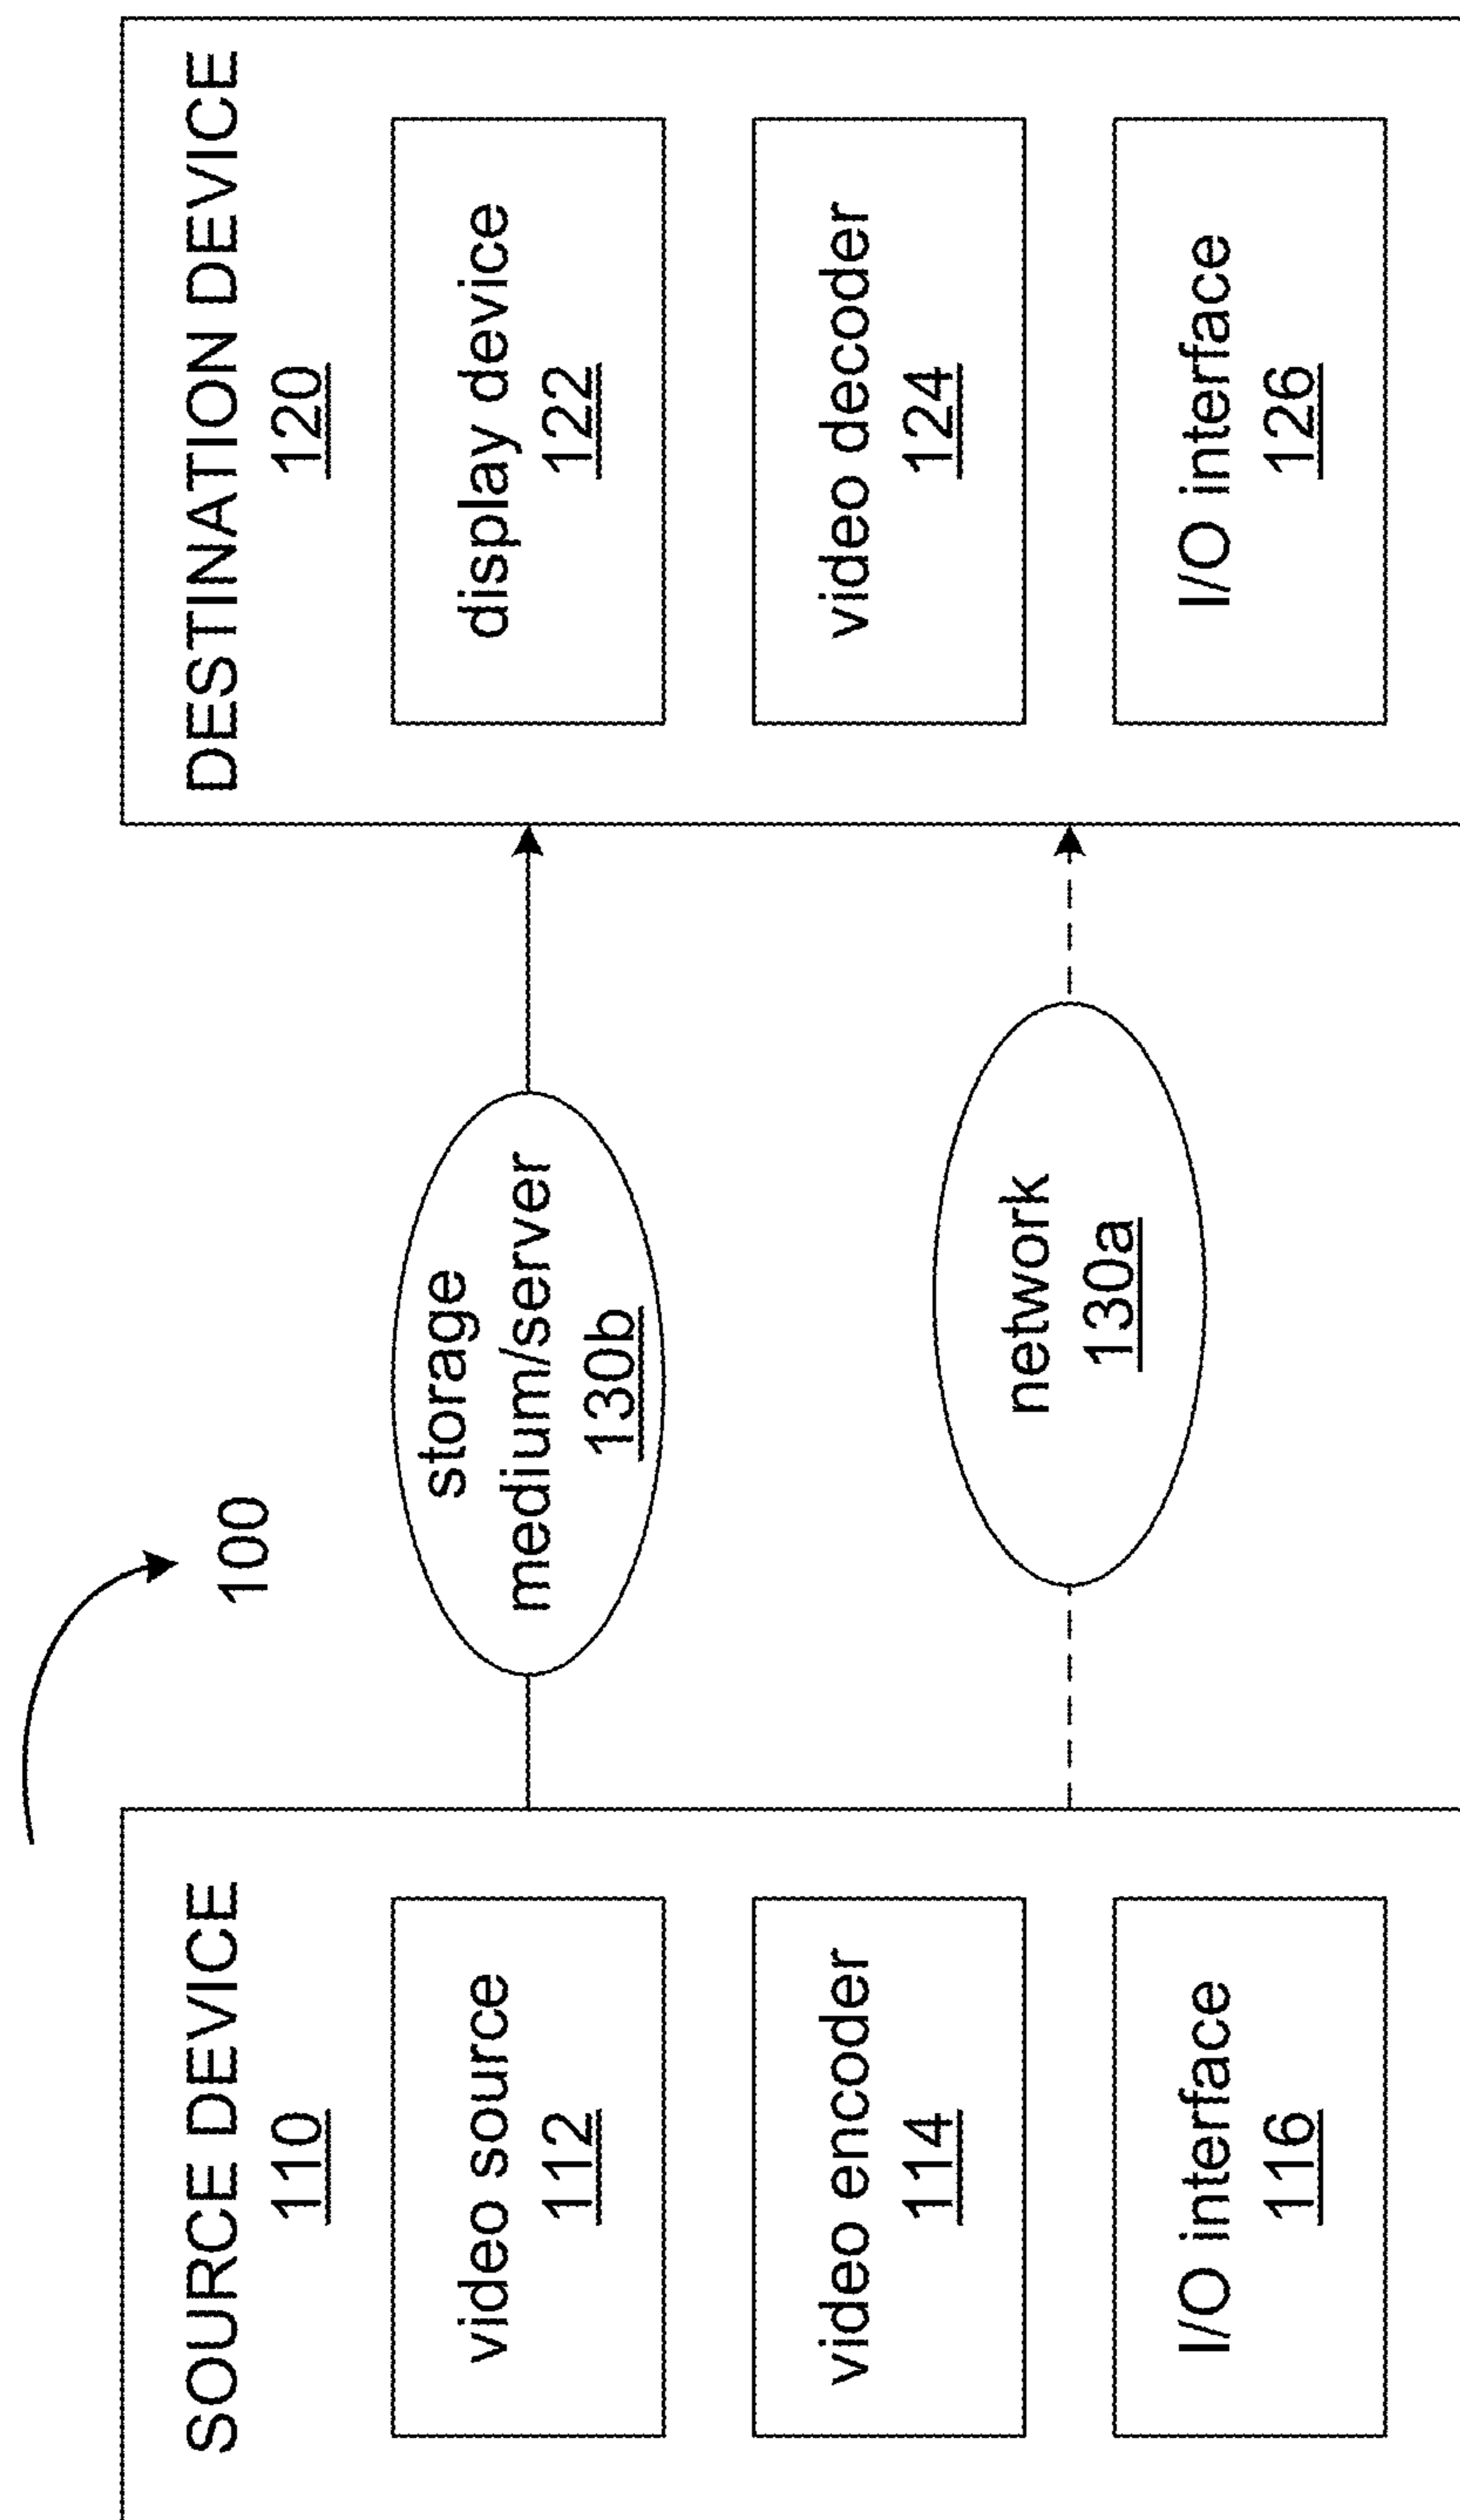 100
SOURCE DEVICE
110
video source
112
video encoder
114
I/O interface
116
storage
medium/server
130b
network
130a
DESTINATION DEVICE
120
display device
122
video decoder
124
I/O interface
126